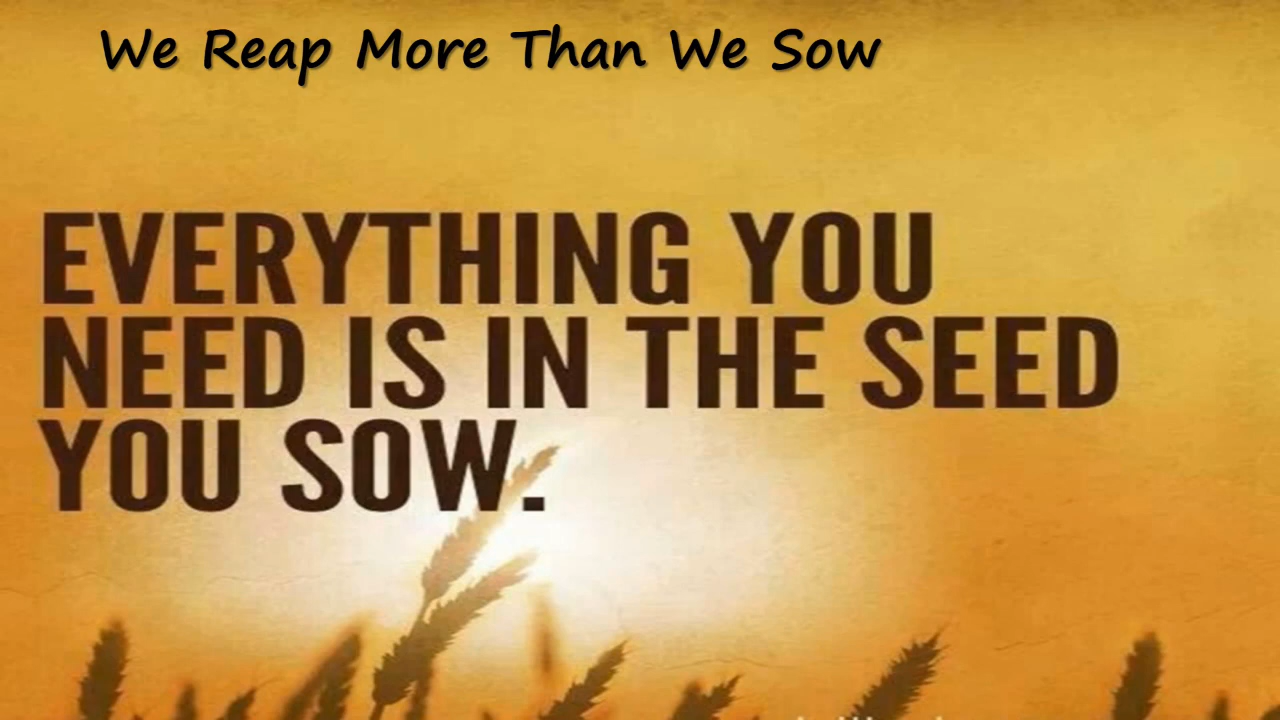 We Reap More Than We Sow
EVERYTHING YOU
NEED IS IN THE SEED
YOU SOW.